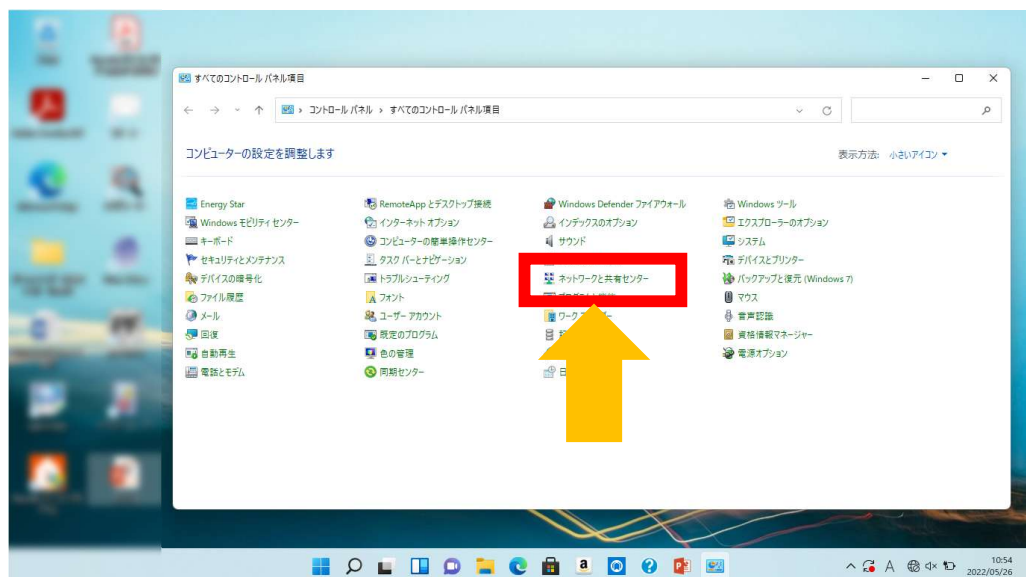 すべてのコントロール パネル項目
コントロール パネル › すべてのコントロール パネル項目
コンピューターの設定を調整します
表示方法: 小さいアイコン
Energy Star
RemoteApp とデスクトップ接続
Windows Defender ファイアウォール
Windows ツール
Windows モビリティ センター
インターネット オプション
インデックスのオプション
エクスプローラーのオプション
キーボード
コンピューターの簡単操作センター
サウンド
システム
セキュリティとメンテナンス
タスク バーとナビゲーション
デバイスとプリンター
デバイスの暗号化
トラブルシューティング
ネットワークと共有センター
バックアップと復元 (Windows 7)
ファイル履歴
フォント
マウス
メール
ユーザー アカウント
音声認識
回復
既定のプログラム
資格情報マネージャー
自動再生
色の管理
電源オプション
電話とモデム
同期センター
日
A
10:54
2022/05/26